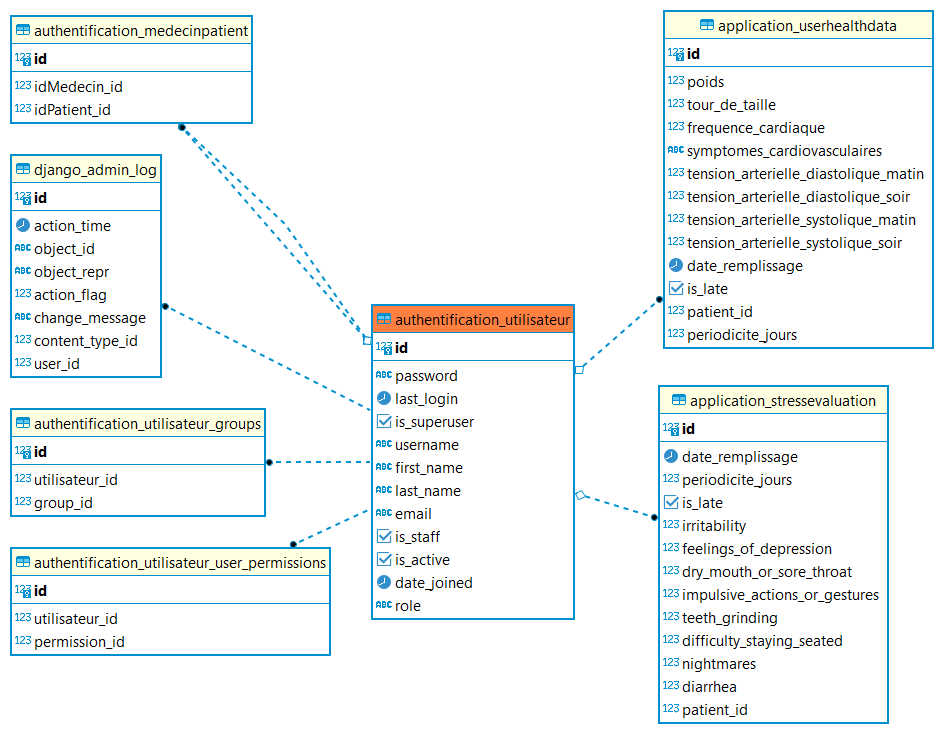 authentification_medecinpatient
123 id
123 idMedecin_id
123 idPatient_id
django_admin_log
123 id
action_time
ABC object_id
ABC object_repr
123 action_flag
ABC change_message
123 content_type_id
123 user_id
authentification_utilisateur_groups
123 id
123 utilisateur_id
123 group_id
authentification_utilisateur_user_permissions
123 id
123 utilisateur_id
123 permission_id
authentification_utilisateur
123 id
ABC password
last_login
is_superuser
ABC username
ABC first_name
ABC last_name
ABC email
is_staff
is_active
date_joined
ABC role
application_userhealthdata
123 id
123 poids
123 tour_de_taille
123 frequence_cardiaque
ABC symptomes_cardiovasculaires
123 tension_arterielle_diastolique_matin
123 tension_arterielle_diastolique_soir
123 tension_arterielle_systolique_matin
123 tension_arterielle_systolique_soir
date_remplissage
is_late
123 patient_id
123 periodicite_jours
application_stressevaluation
123 id
date_remplissage
123 periodicite_jours
is_late
123 irritability
123 feelings_of_depression
123 dry_mouth_or_sore_throat
123 impulsive_actions_or_gestures
123 teeth_grinding
123 difficulty_staying_seated
123 nightmares
123 diarrhea
123 patient_id